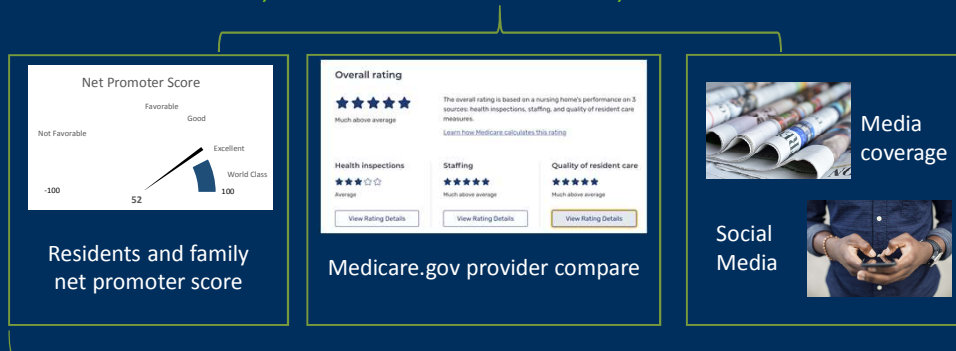 Net Promoter Score
Favorable
Good
Not Favorable
Excellent
World Class
-100
100
52
Residents and family
net promoter score
Overall rating
★★★★★
Much above average
The overall rating is based on a nursing home's performance on 3
sources: health inspections, staffing, and quality of resident care
measures.
Learn how Medicare calculates this rating
Health inspections
★★★☆☆
Average
View Rating Details
Staffing
★★★★★
Much above average
View Rating Details
Quality of resident care
★★★★★
Much above average
View Rating Details
Medicare.gov provider compare
Media
coverage
Social
Media